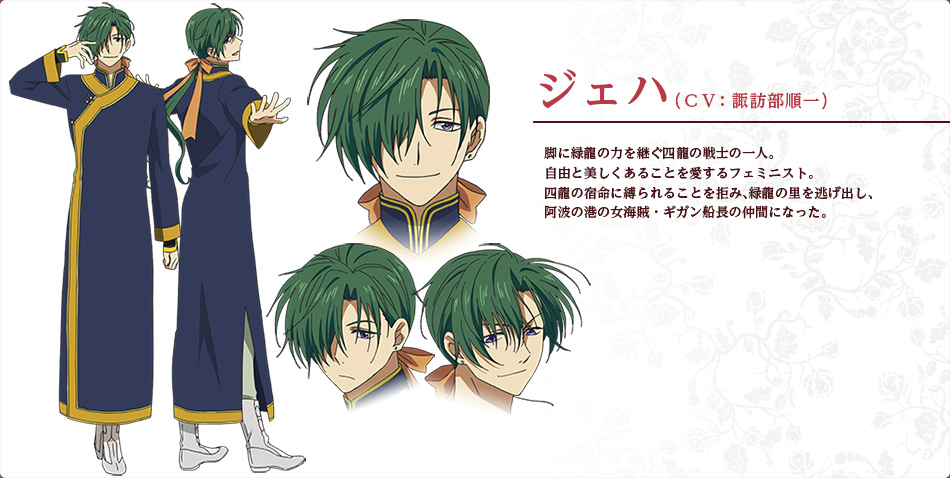 ジェハ(CV:諏訪部順一)
脚に緑龍の力を継ぐ四龍の戦士の一人。
自由と美しくあることを愛するフェミニスト。
四龍の宿命に縛られることを拒み、緑龍の里を逃げ出し、
阿波の港の女海賊・ギガン船長の仲間になった。